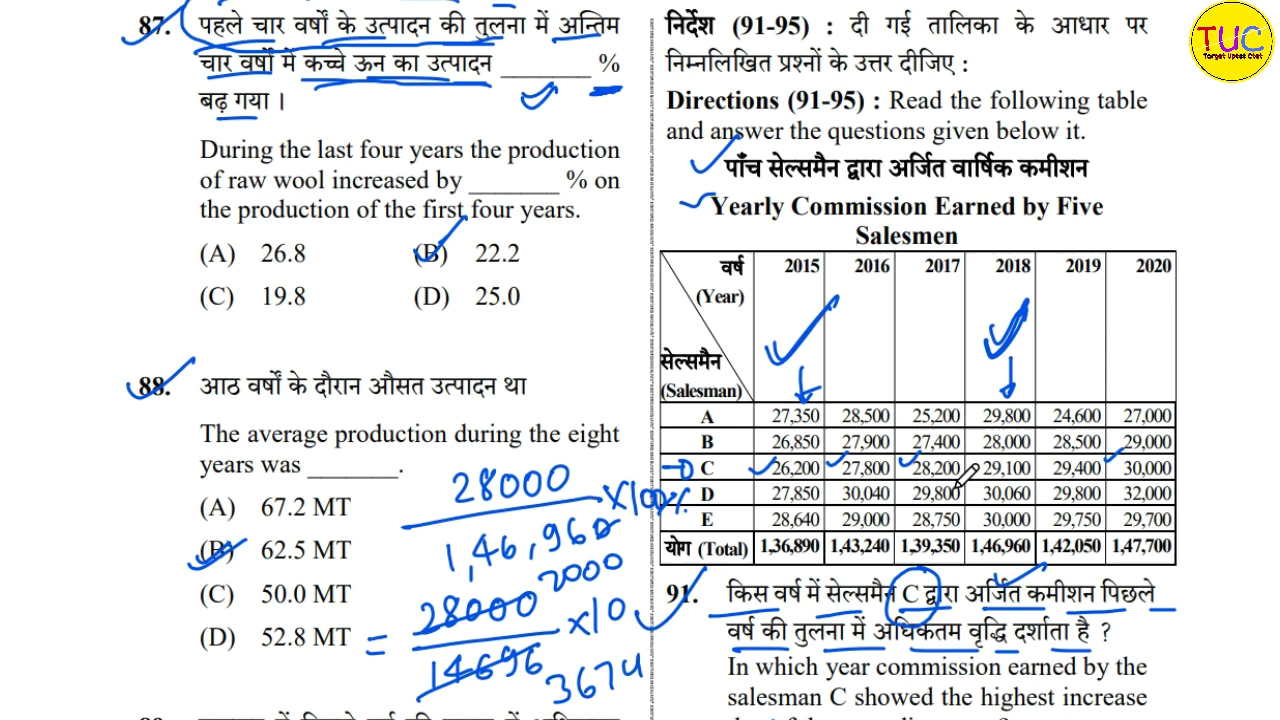 87. पहले चार वर्षों के उत्पादन की तुलना में अन्तिम
चार वर्षों में कच्चे ऊन का उत्पादन _______ %
बढ़ गया ।
During the last four years the production
of raw wool increased by _______ % on
the production of the first four years.
(A) 26.8 (B) 22.2
(C) 19.8 (D) 25.0
88. आठ वर्षों के दौरान औसत उत्पादन था
The average production during the eight
years was _______.
(A) 67.2 MT
(B) 62.5 MT
(C) 50.0 MT
(D) 52.8 MT
28000
×100%
1,46,960
2000
28000
×10
= 14696
3674
निर्देश (91-95) : दी गई तालिका के आधार पर
निम्नलिखित प्रश्नों के उत्तर दीजिए :
Directions (91-95) : Read the following table
and answer the questions given below it.
पाँच सेल्समैन द्वारा अर्जित वार्षिक कमीशन
Yearly Commission Earned by Five
Salesmen
वर्ष (Year) 2015 2016 2017 2018 2019 2020
सेल्समैन
(Salesman)
A 27,350 28,500 25,200 29,800 24,600 27,000
B 26,850 27,900 27,400 28,000 28,500 29,000
C 26,200 27,800 28,200 29,100 29,400 30,000
D 27,850 30,040 29,800 30,060 29,800 32,000
E 28,640 29,000 28,750 30,000 29,750 29,700
योग (Total) 1,36,890 1,43,240 1,39,350 1,46,960 1,42,050 1,47,700
91. किस वर्ष में सेल्समैन C द्वारा अर्जित कमीशन पिछले
वर्ष की तुलना में अधिकतम वृद्धि दर्शाता है ?
In which year commission earned by the
salesman C showed the highest increase
TUC
Target Upess Ctet